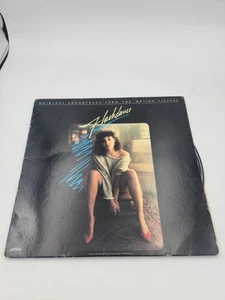 ORIGINAL SOUNDTRACK FROM THE MOTION PICTURE
Flashdance